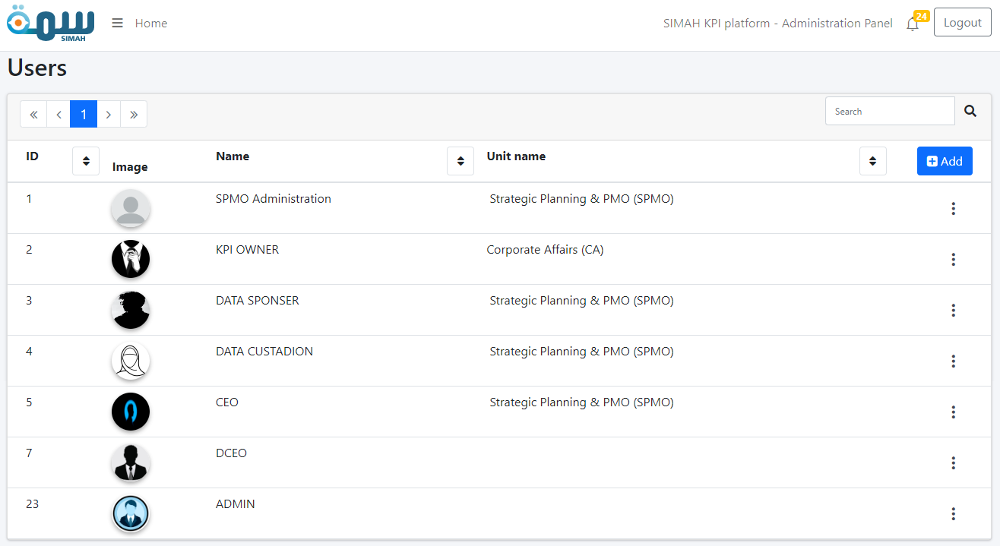 سمة
SIMAH
Home
SIMAH KPI platform - Administration Panel
24
Logout
Users
« ‹ 1 › »
Search
ID
Image
Name
Unit name
Add
1 SPMO Administration Strategic Planning & PMO (SPMO)
2 KPI OWNER Corporate Affairs (CA)
3 DATA SPONSER Strategic Planning & PMO (SPMO)
4 DATA CUSTADION Strategic Planning & PMO (SPMO)
5 CEO Strategic Planning & PMO (SPMO)
7 DCEO
23 ADMIN